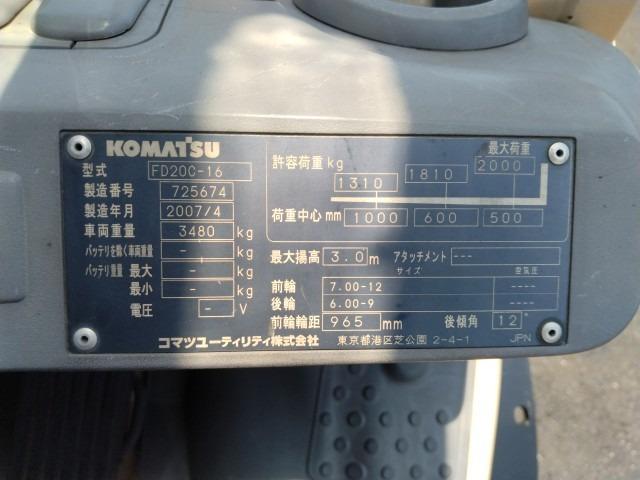 KOMATSU
型式 FD20C-16
製造番号 725674
製造年月 2007/4
車両重量 3480 kg
バッテリを除く車両重量 - kg
バッテリ重量 最大 - kg
最小 - kg
電圧 - V
最大荷重
許容荷重 kg 1310 1810 2000
荷重中心 mm 1000 600 500
最大揚高 3.0 m アタッチメント ---
サイズ 空気圧
前輪 7.00-12 ----
後輪 6.00-9 ----
前輪輪距 965 mm 後傾角 12°
コマツユーティリティ株式会社 東京都港区芝公園 2-4-1 JPN